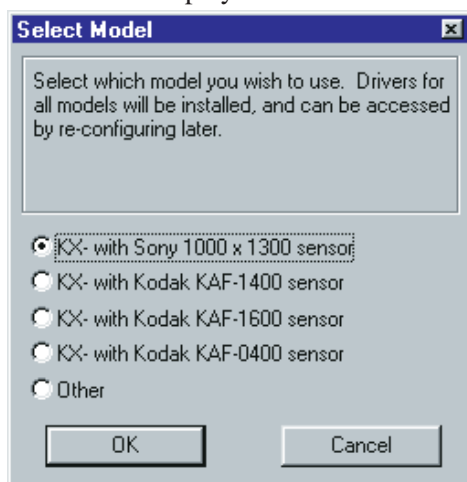 Select Model
Select which model you wish to use. Drivers for
all models will be installed, and can be accessed
by re-configuring later.
KX- with Sony 1000 x 1300 sensor
KX- with Kodak KAF-1400 sensor
KX- with Kodak KAF-1600 sensor
KX- with Kodak KAF-0400 sensor
Other
OK
Cancel